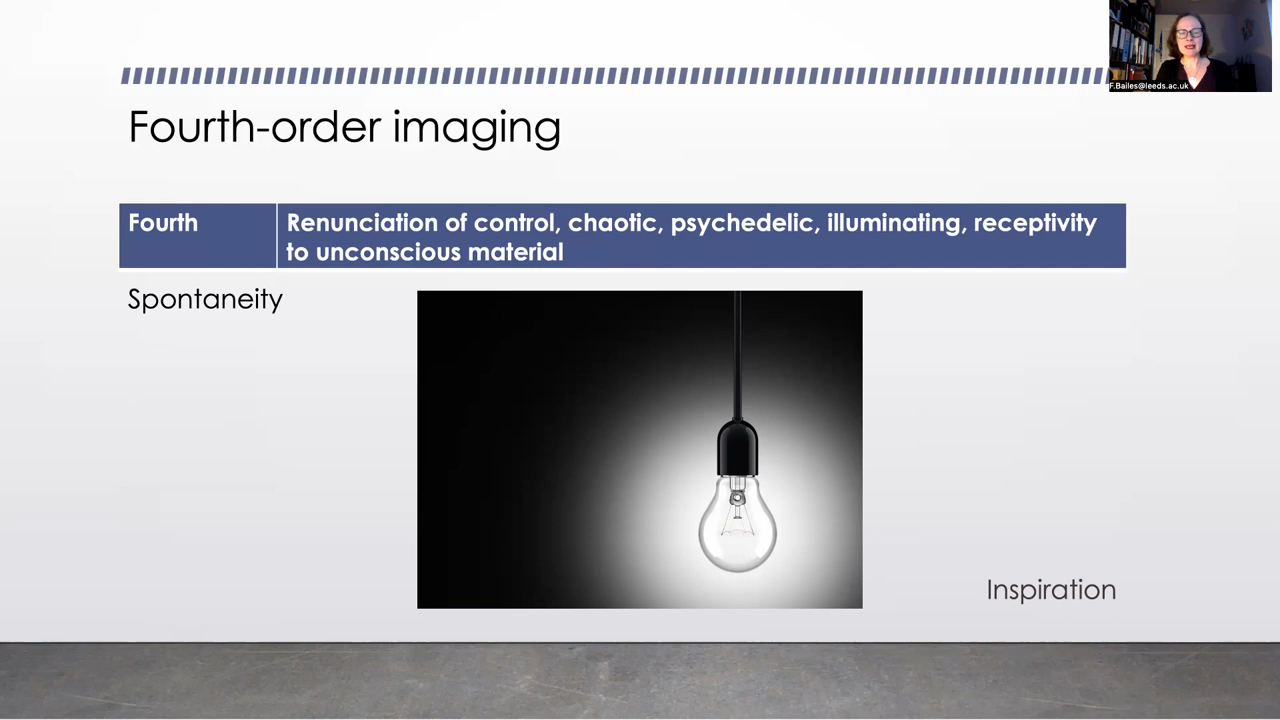 F.Bailes@leeds.ac.uk
Fourth-order imaging
Fourth
Renunciation of control, chaotic, psychedelic, illuminating, receptivity
to unconscious material
Spontaneity
Inspiration